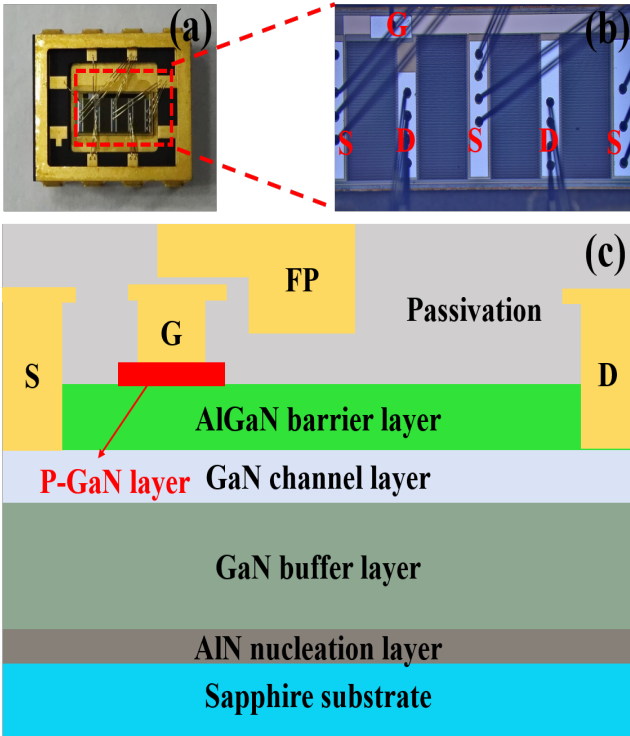 (a)
(b)
G
S
D
S
D
S
(c)
FP
Passivation
G
S
D
AlGaN barrier layer
P-GaN layer
GaN channel layer
GaN buffer layer
AlN nucleation layer
Sapphire substrate